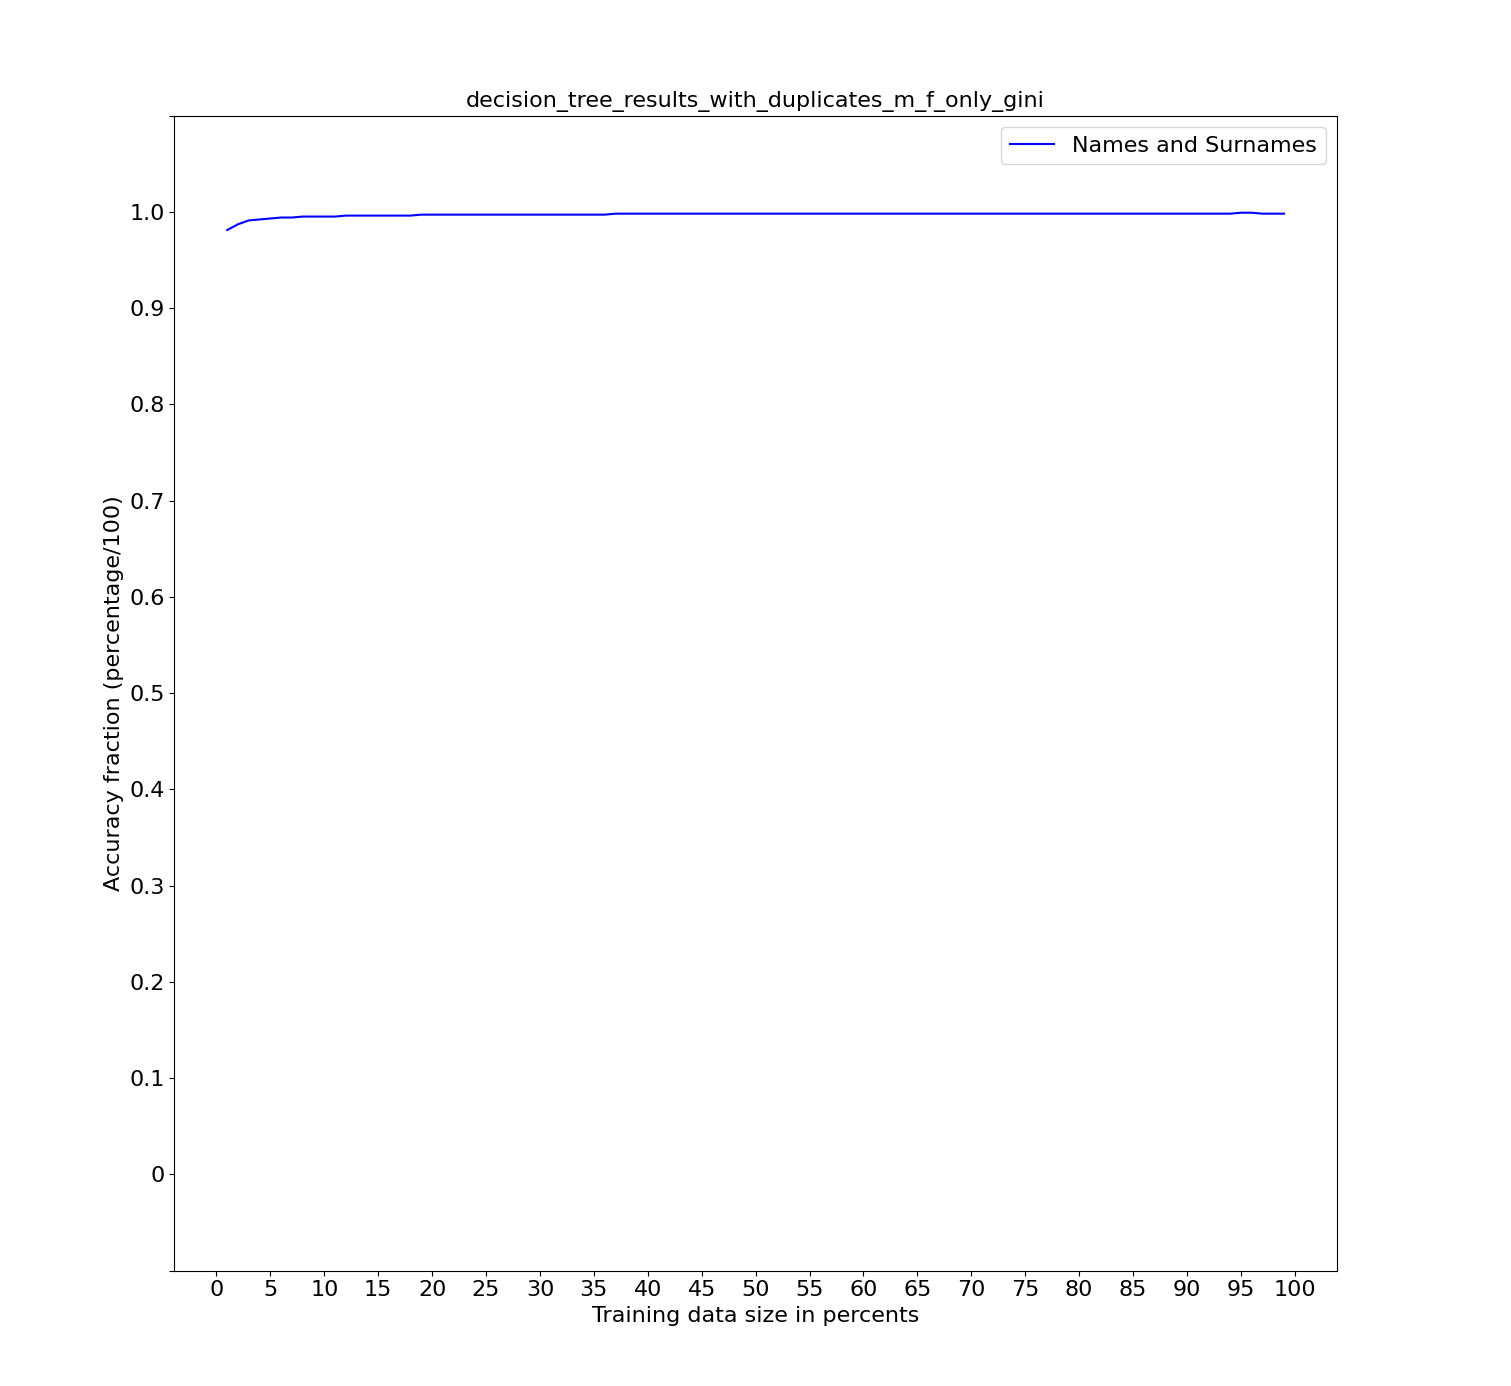 decision_tree_results_with_duplicates_m_f_only_gini
Names and Surnames
1.0
0.9
0.8
0.7
0.6
0.5
0.4
0.3
0.2
0.1
0
Accuracy fraction (percentage/100)
0 5 10 15 20 25 30 35 40 45 50 55 60 65 70 75 80 85 90 95 100
Training data size in percents